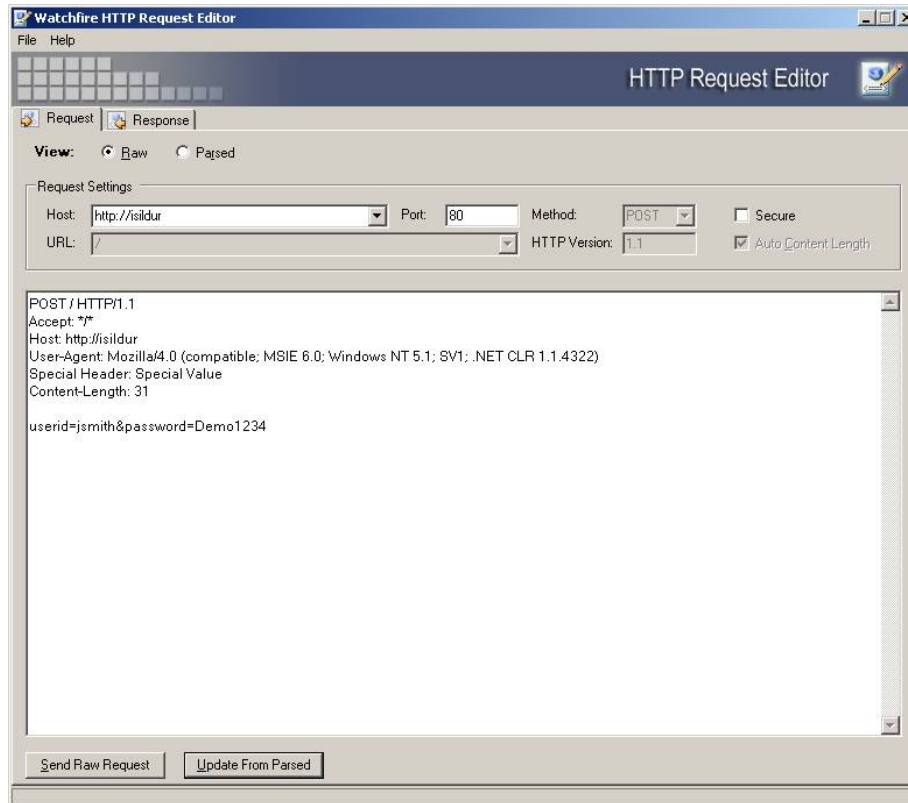 Watchfire HTTP Request Editor
File Help
HTTP Request Editor
Request Response
View: Raw Parsed
Request Settings
Host: http://isildur Port: 80 Method: POST Secure
URL: / HTTP Version: 1.1 Auto Content Length
POST / HTTP/1.1
Accept: */*
Host: http://isildur
User-Agent: Mozilla/4.0 (compatible; MSIE 6.0; Windows NT 5.1; SV1; .NET CLR 1.1.4322)
Special Header: Special Value
Content-Length: 31
userid=jsmith&password=Demo1234
Send Raw Request Update From Parsed